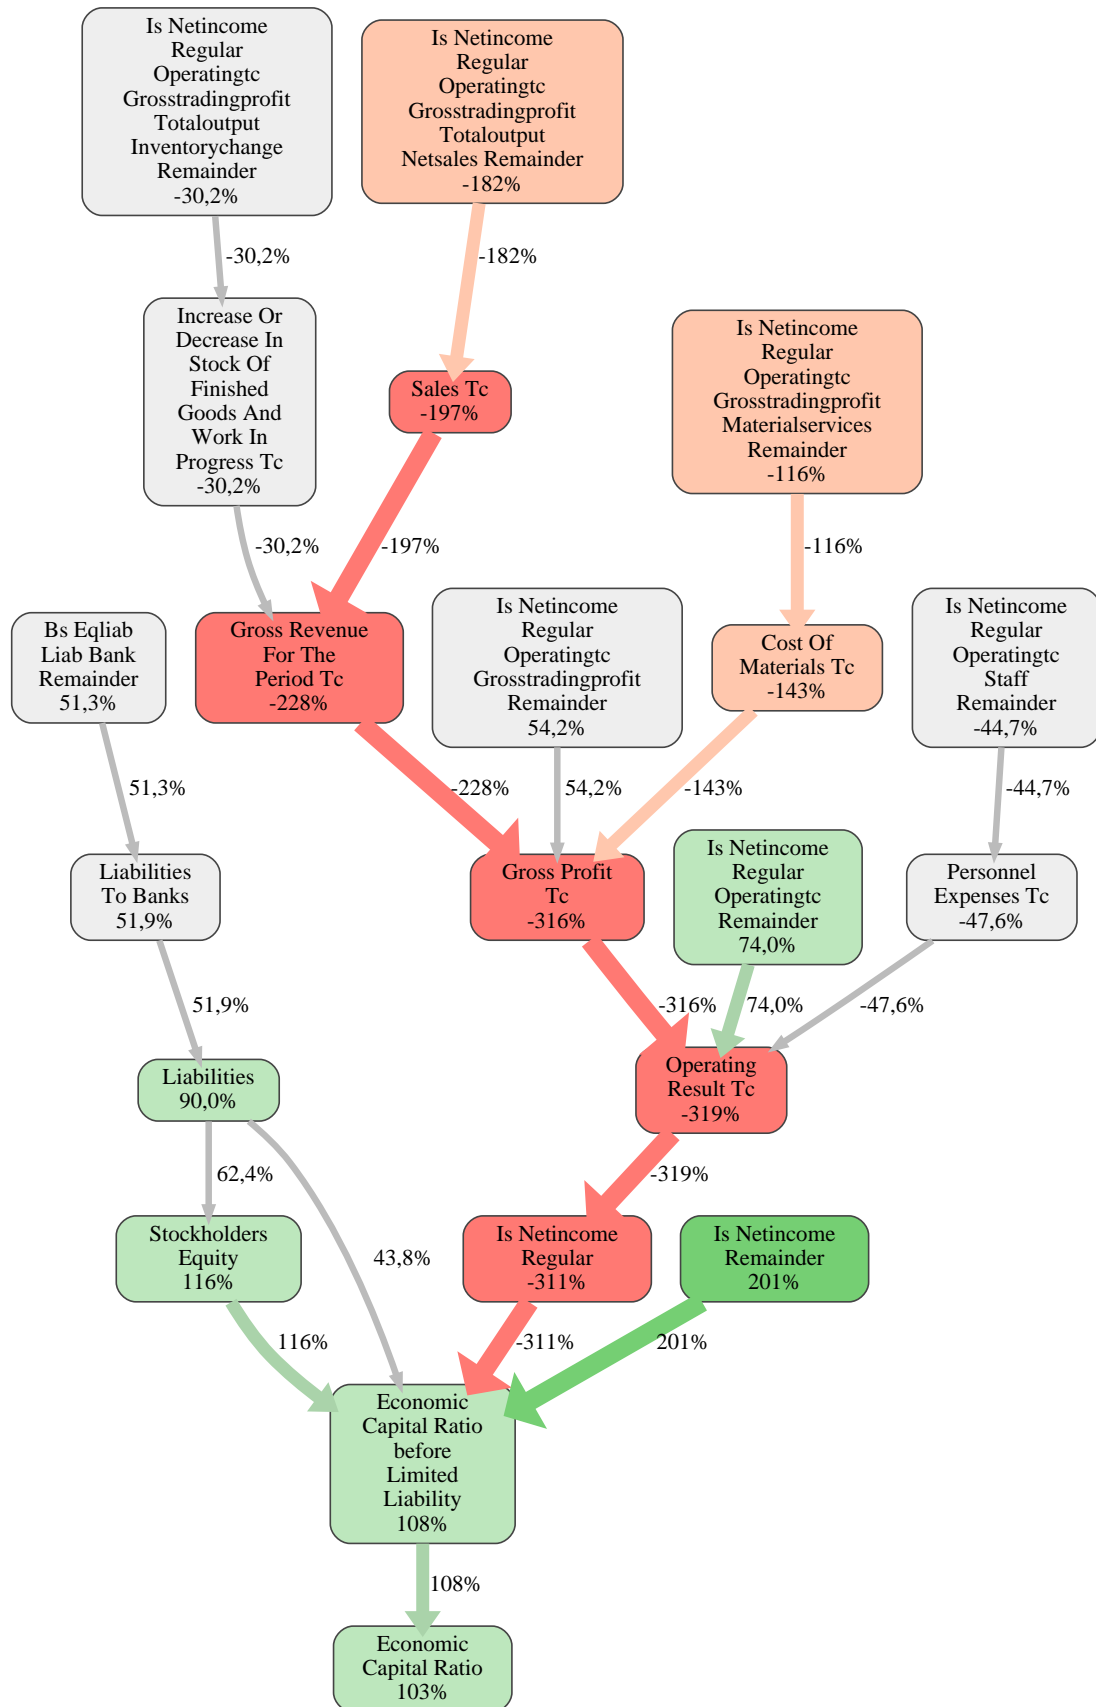 Is Netincome
Regular
Operatingtc
Grosstradingprofit
Totaloutput
Inventorychange
Remainder
-30,2%
Is Netincome
Regular
Operatingtc
Grosstradingprofit
Totaloutput
Netsales Remainder
-182%
-30,2%
-182%
Increase Or
Decrease In
Stock Of
Finished
Goods And
Work In
Progress Tc
-30,2%
Sales Tc
-197%
Is Netincome
Regular
Operatingtc
Grosstradingprofit
Materialservices
Remainder
-116%
-30,2%
-197%
-116%
Bs Eqliab
Liab Bank
Remainder
51,3%
Gross Revenue
For The
Period Tc
-228%
Is Netincome
Regular
Operatingtc
Grosstradingprofit
Remainder
54,2%
Cost Of
Materials Tc
-143%
Is Netincome
Regular
Operatingtc
Staff
Remainder
-44,7%
51,3%
-228%
54,2%
-143%
-44,7%
Liabilities
To Banks
51,9%
Gross Profit
Tc
-316%
Is Netincome
Regular
Operatingtc
Remainder
74,0%
Personnel
Expenses Tc
-47,6%
51,9%
-316%
74,0%
-47,6%
Liabilities
90,0%
Operating
Result Tc
-319%
62,4%
-319%
Stockholders
Equity
116%
43,8%
Is Netincome
Regular
-311%
Is Netincome
Remainder
201%
116%
-311%
201%
Economic
Capital Ratio
before
Limited
Liability
108%
108%
Economic
Capital Ratio
103%